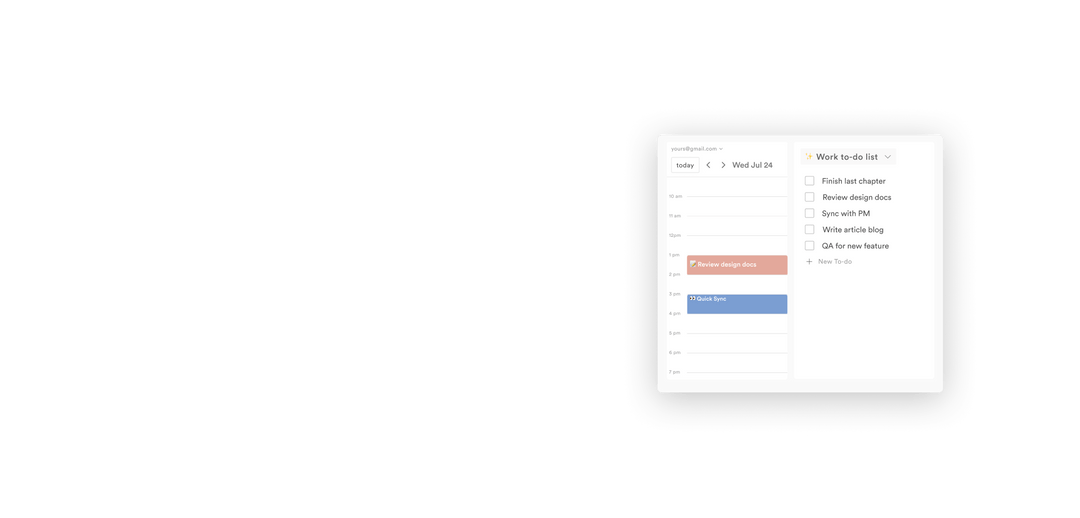 yours@gmail.com
today
Wed Jul 24
10 am
11 am
12pm
1 pm
Review design docs
2 pm
3 pm
Quick Sync
4 pm
5 pm
6 pm
7 pm
Work to-do list
Finish last chapter
Review design docs
Sync with PM
Write article blog
QA for new feature
New To-do